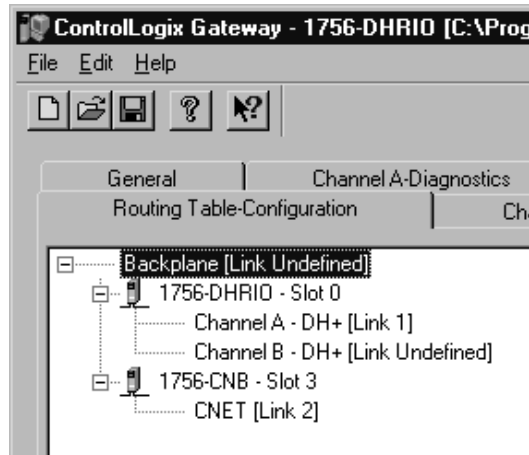 ControlLogix Gateway - 1756-DHRIO [C:\Prog
File Edit Help
General Channel A-Diagnostics
Routing Table-Configuration Cha
Backplane [Link Undefined]
1756-DHRIO - Slot 0
Channel A - DH+ [Link 1]
Channel B - DH+ [Link Undefined]
1756-CNB - Slot 3
CNET [Link 2]